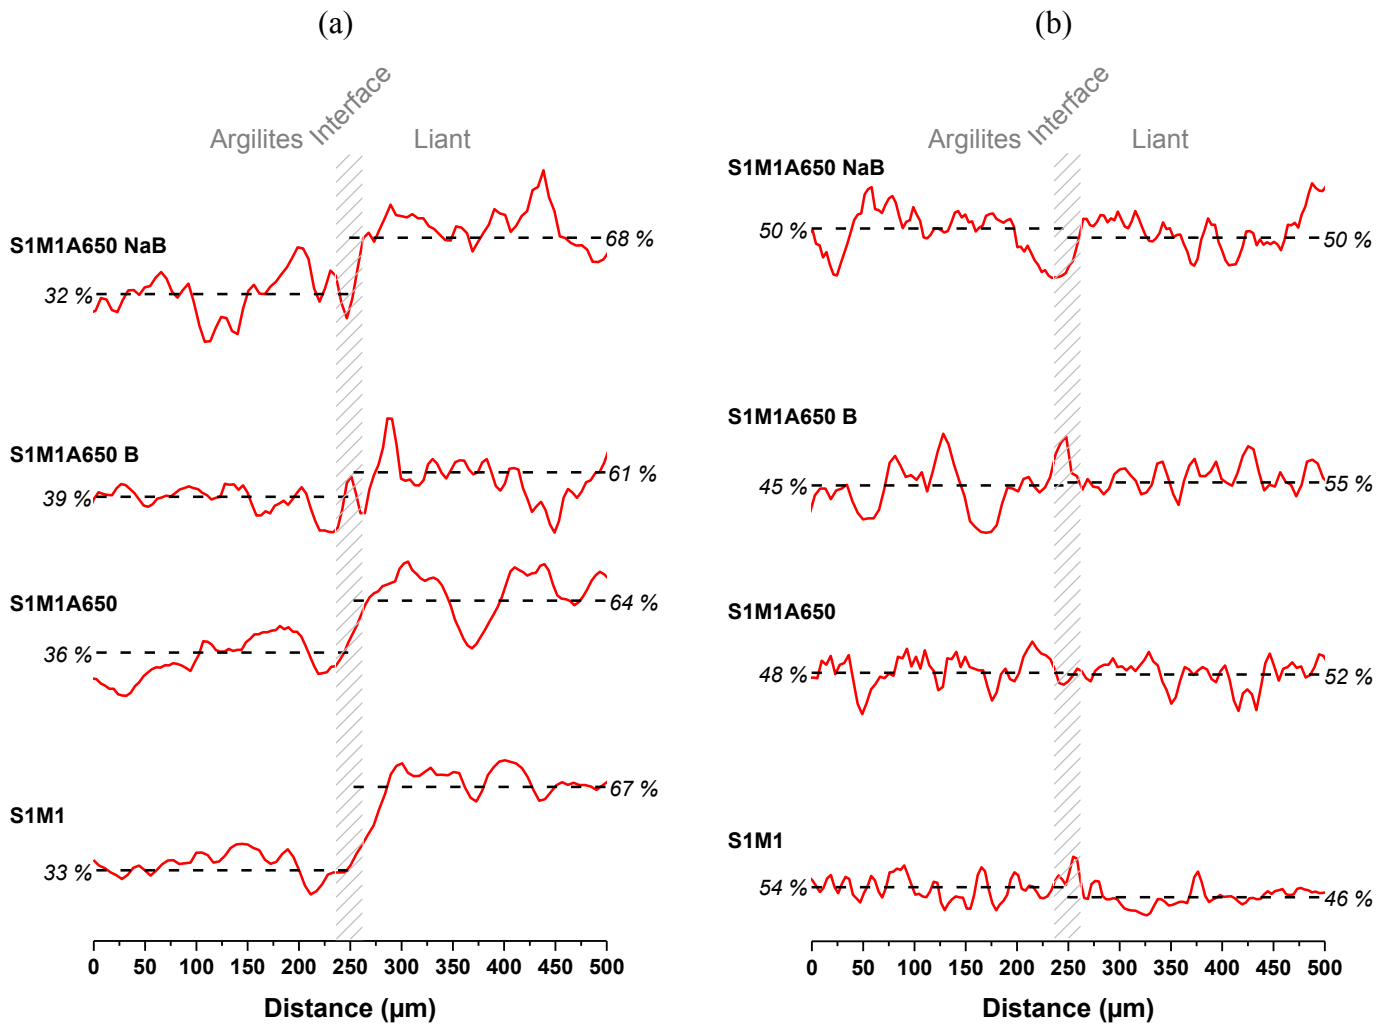 (a)
Argilites Interface Liant
S1M1A650 NaB
32 %
68 %
S1M1A650 B
39 %
61 %
S1M1A650
36 %
64 %
S1M1
33 %
67 %
0 50 100 150 200 250 300 350 400 450 500
Distance (µm)
(b)
Argilites Interface Liant
S1M1A650 NaB
50 %
50 %
S1M1A650 B
45 %
55 %
S1M1A650
48 %
52 %
S1M1
54 %
46 %
0 50 100 150 200 250 300 350 400 450 500
Distance (µm)